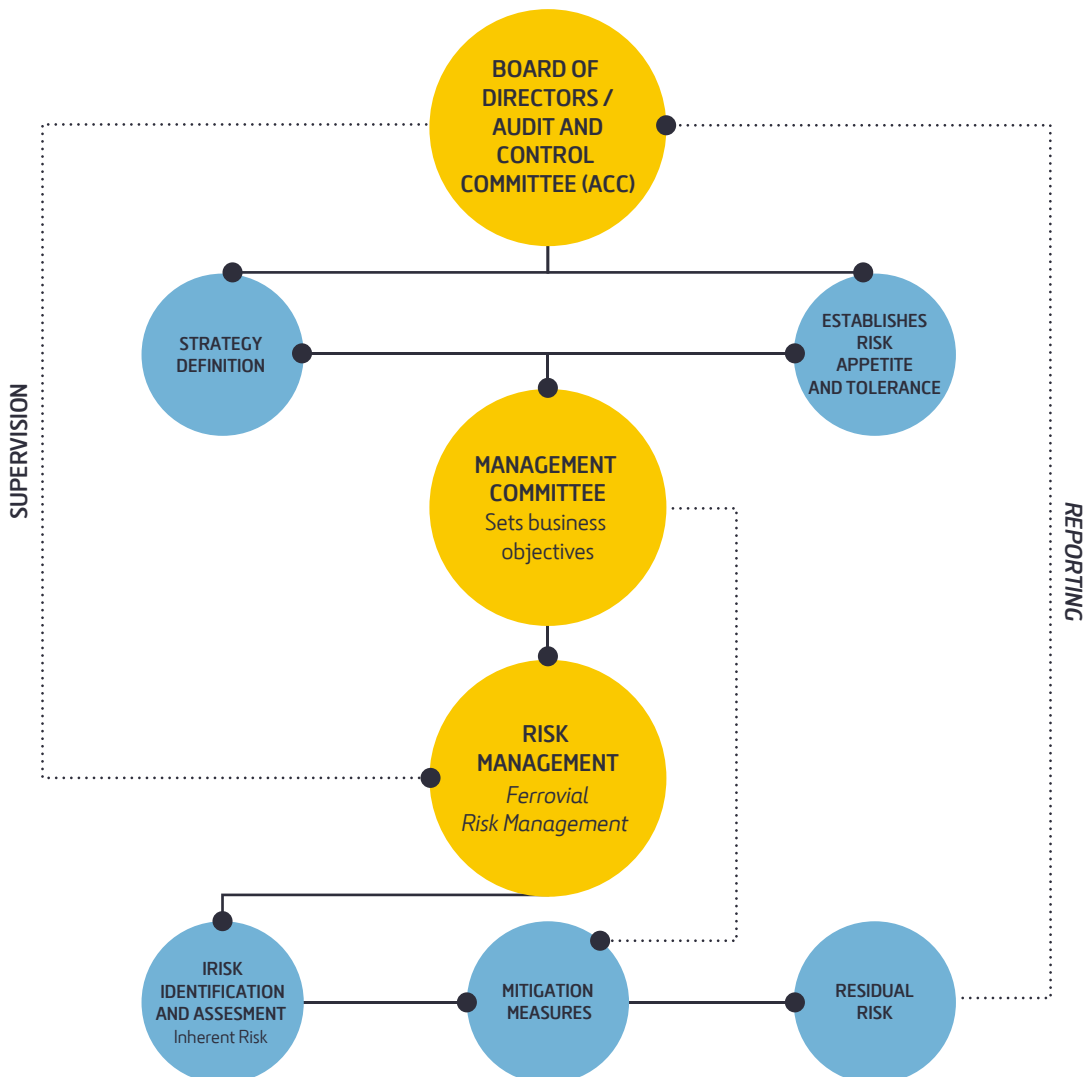 BOARD OF
DIRECTORS /
AUDIT AND
CONTROL
COMMITTEE (ACC)
STRATEGY
DEFINITION
ESTABLISHES
RISK
APPETITE
AND TOLERANCE
SUPERVISION
MANAGEMENT
COMMITTEE
Sets business
objectives
REPORTING
RISK
MANAGEMENT
Ferrovial
Risk Management
IRISK
IDENTIFICATION
AND ASSESMENT
Inherent Risk
MITIGATION
MEASURES
RESIDUAL
RISK